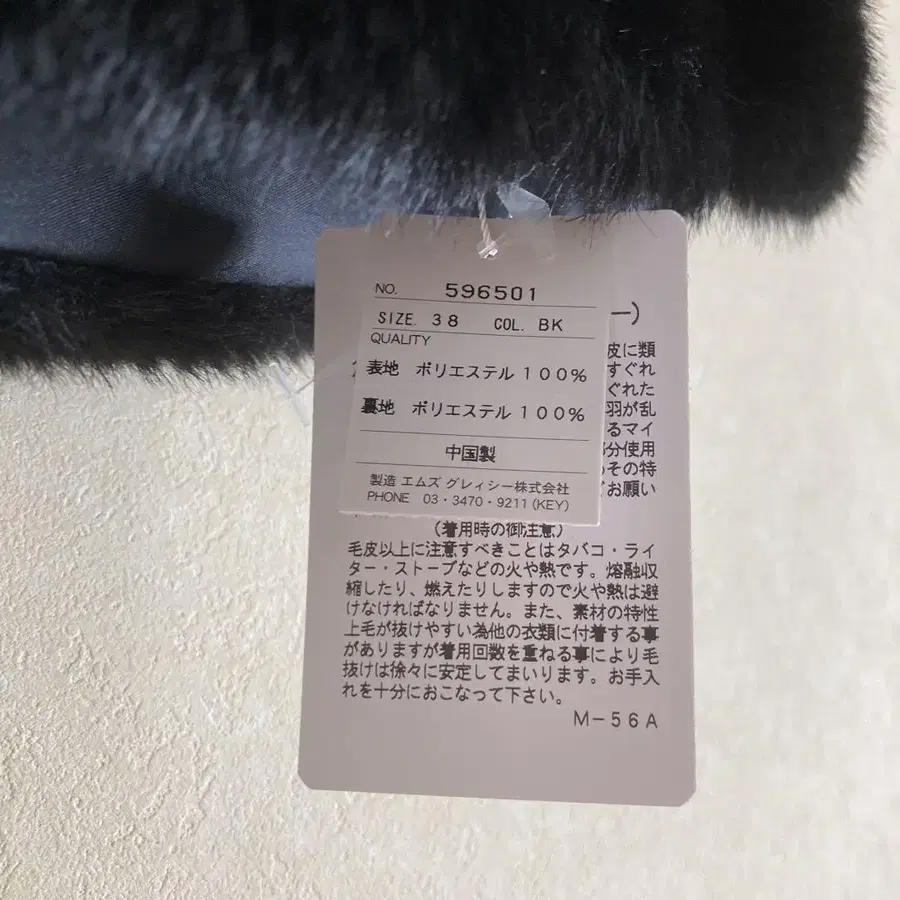 NO. 596501
SIZE. 38 COL. BK
QUALITY
表地 ポリエステル100%
裏地 ポリエステル100%
中国製
製造 エムズ グレィシー株式会社
PHONE 03・3470・9211(KEY)
ー)
皮に類
すぐれ
ぐれた
羽が乱
るマイ
部分使用
その特
お願い
(着用時の御注意)
毛皮以上に注意すべきことはタバコ・ライ
ター・ストーブなどの火や熱です。熔融収
縮したり、燃えたりしますので火や熱は避
けなければなりません。また、素材の特性
上毛が抜けやすい為他の衣類に付着する事
がありますが着用回数を重ねる事により毛
抜けは徐々に安定してまいります。お手入
れを十分におこなって下さい。
M-56A